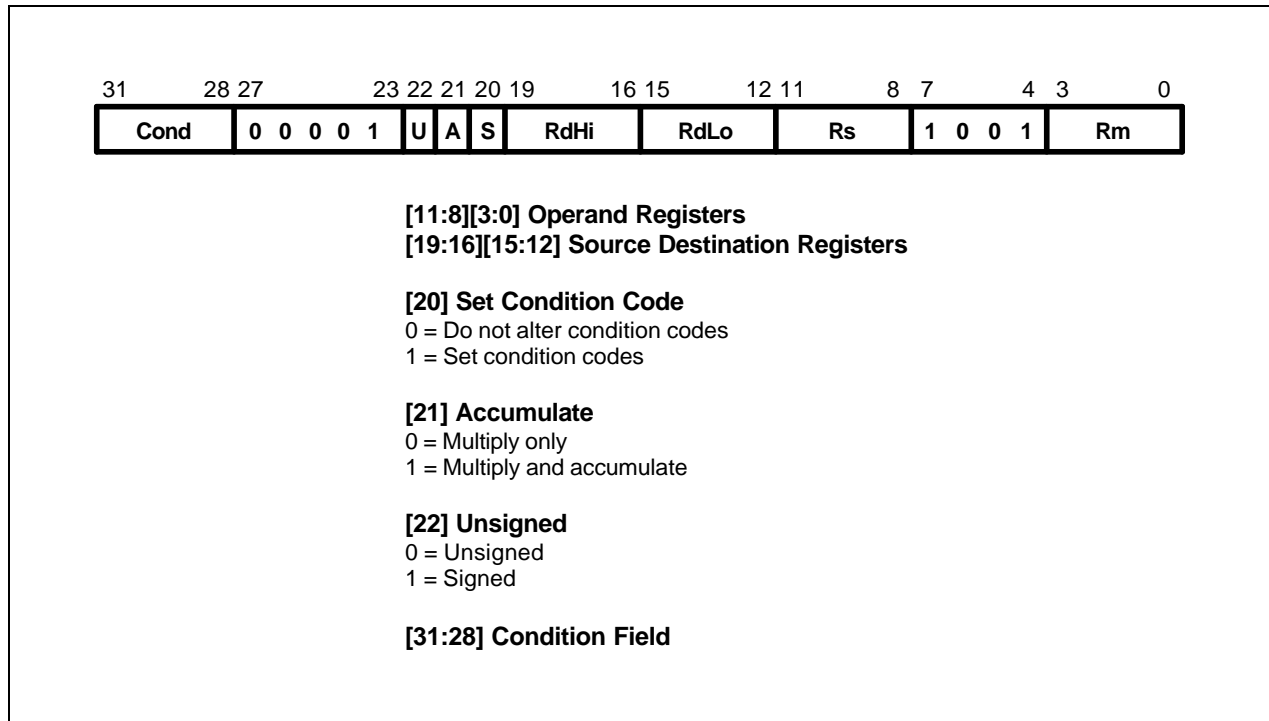 31 28 27 23 22 21 20 19 16 15 12 11 8 7 4 3 0
Cond 0 0 0 0 1 U A S RdHi RdLo Rs 1 0 0 1 Rm
[11:8][3:0] Operand Registers
[19:16][15:12] Source Destination Registers
[20] Set Condition Code
0 = Do not alter condition codes
1 = Set condition codes
[21] Accumulate
0 = Multiply only
1 = Multiply and accumulate
[22] Unsigned
0 = Unsigned
1 = Signed
[31:28] Condition Field